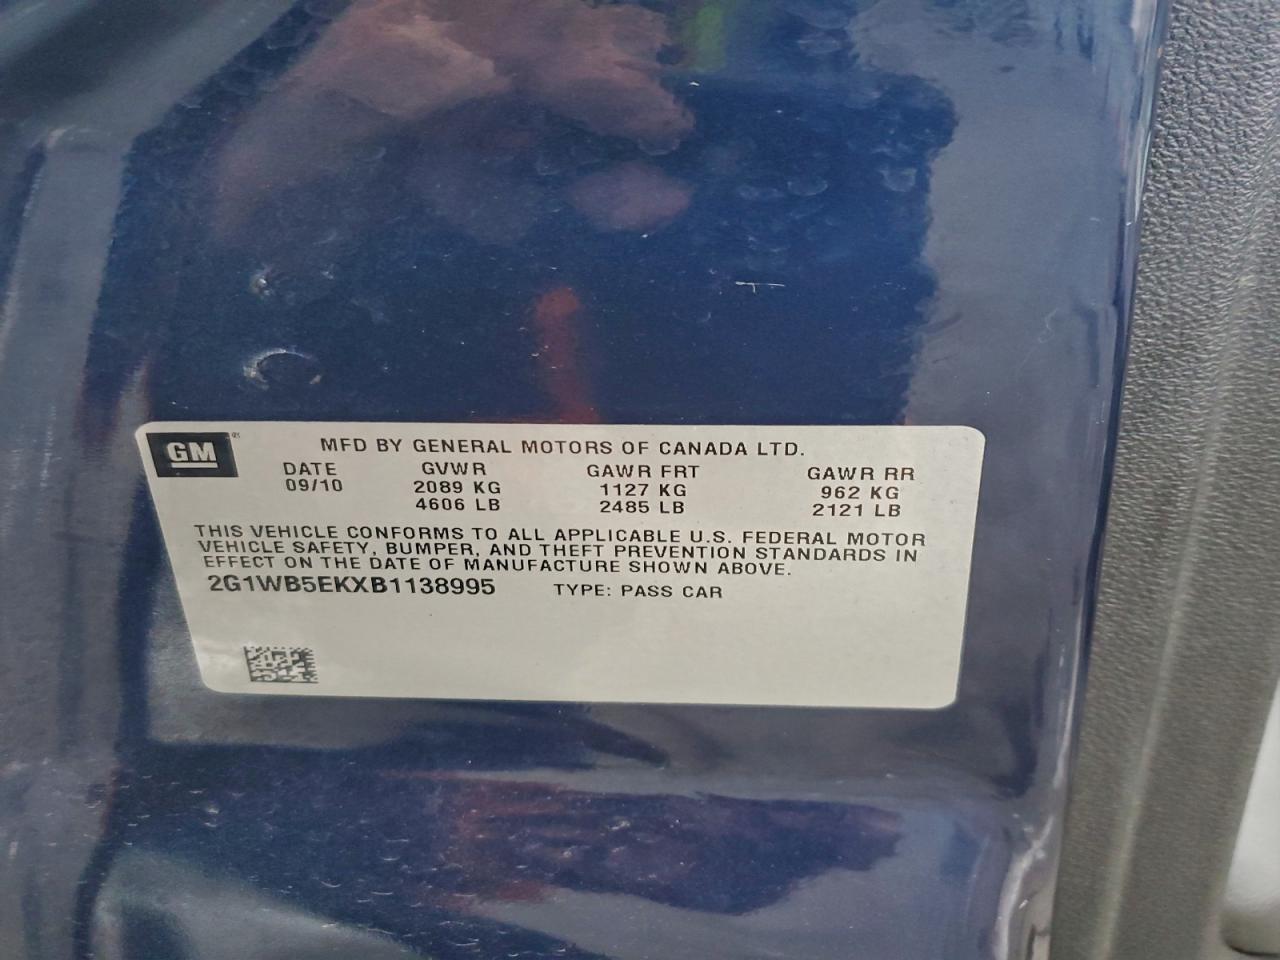 GM
MFD BY GENERAL MOTORS OF CANADA LTD.
DATE GVWR GAWR FRT GAWR RR
09/10 2089 KG 1127 KG 962 KG
4606 LB 2485 LB 2121 LB
THIS VEHICLE CONFORMS TO ALL APPLICABLE U.S. FEDERAL MOTOR
VEHICLE SAFETY, BUMPER, AND THEFT PREVENTION STANDARDS IN
EFFECT ON THE DATE OF MANUFACTURE SHOWN ABOVE.
2G1WB5EKXB1138995 TYPE: PASS CAR